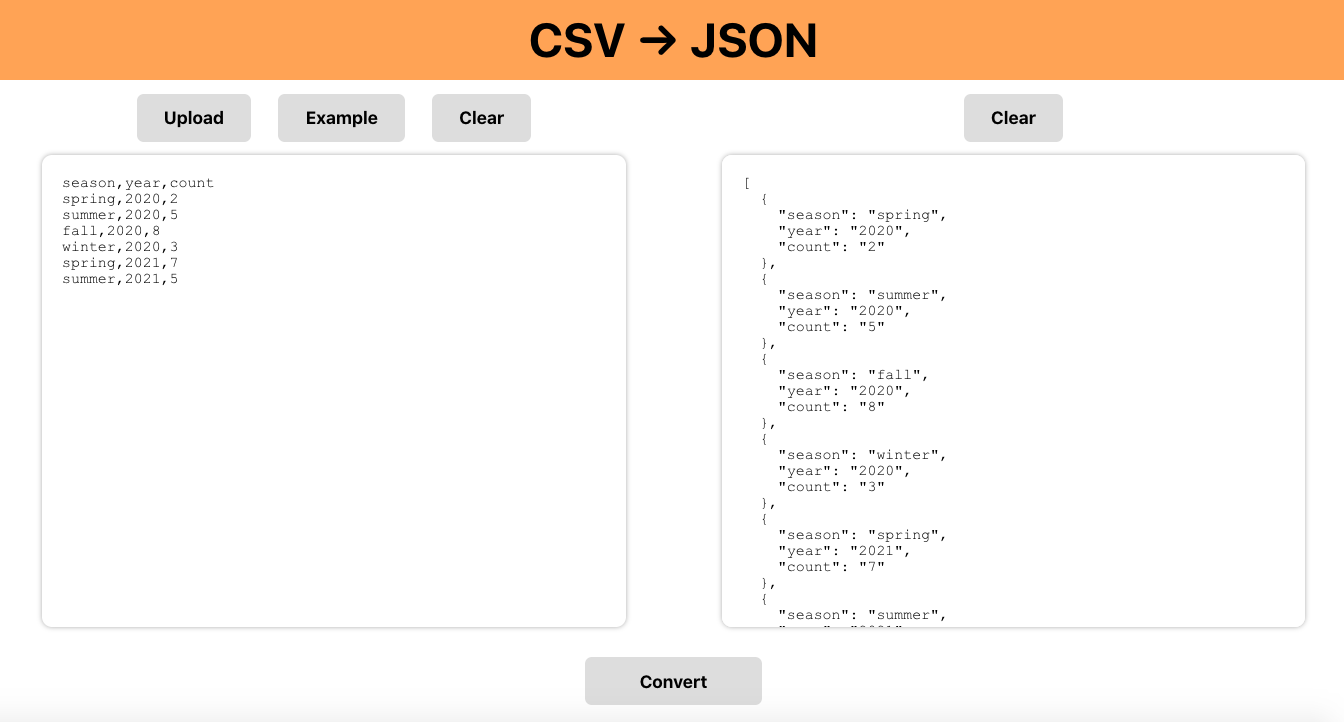 CSV → JSON
Upload Example Clear
Clear
season,year,count
spring,2020,2
summer,2020,5
fall,2020,8
winter,2020,3
spring,2021,7
summer,2021,5
[
  {
    "season": "spring",
    "year": "2020",
    "count": "2"
  },
  {
    "season": "summer",
    "year": "2020",
    "count": "5"
  },
  {
    "season": "fall",
    "year": "2020",
    "count": "8"
  },
  {
    "season": "winter",
    "year": "2020",
    "count": "3"
  },
  {
    "season": "spring",
    "year": "2021",
    "count": "7"
  },
  {
    "season": "summer",
Convert